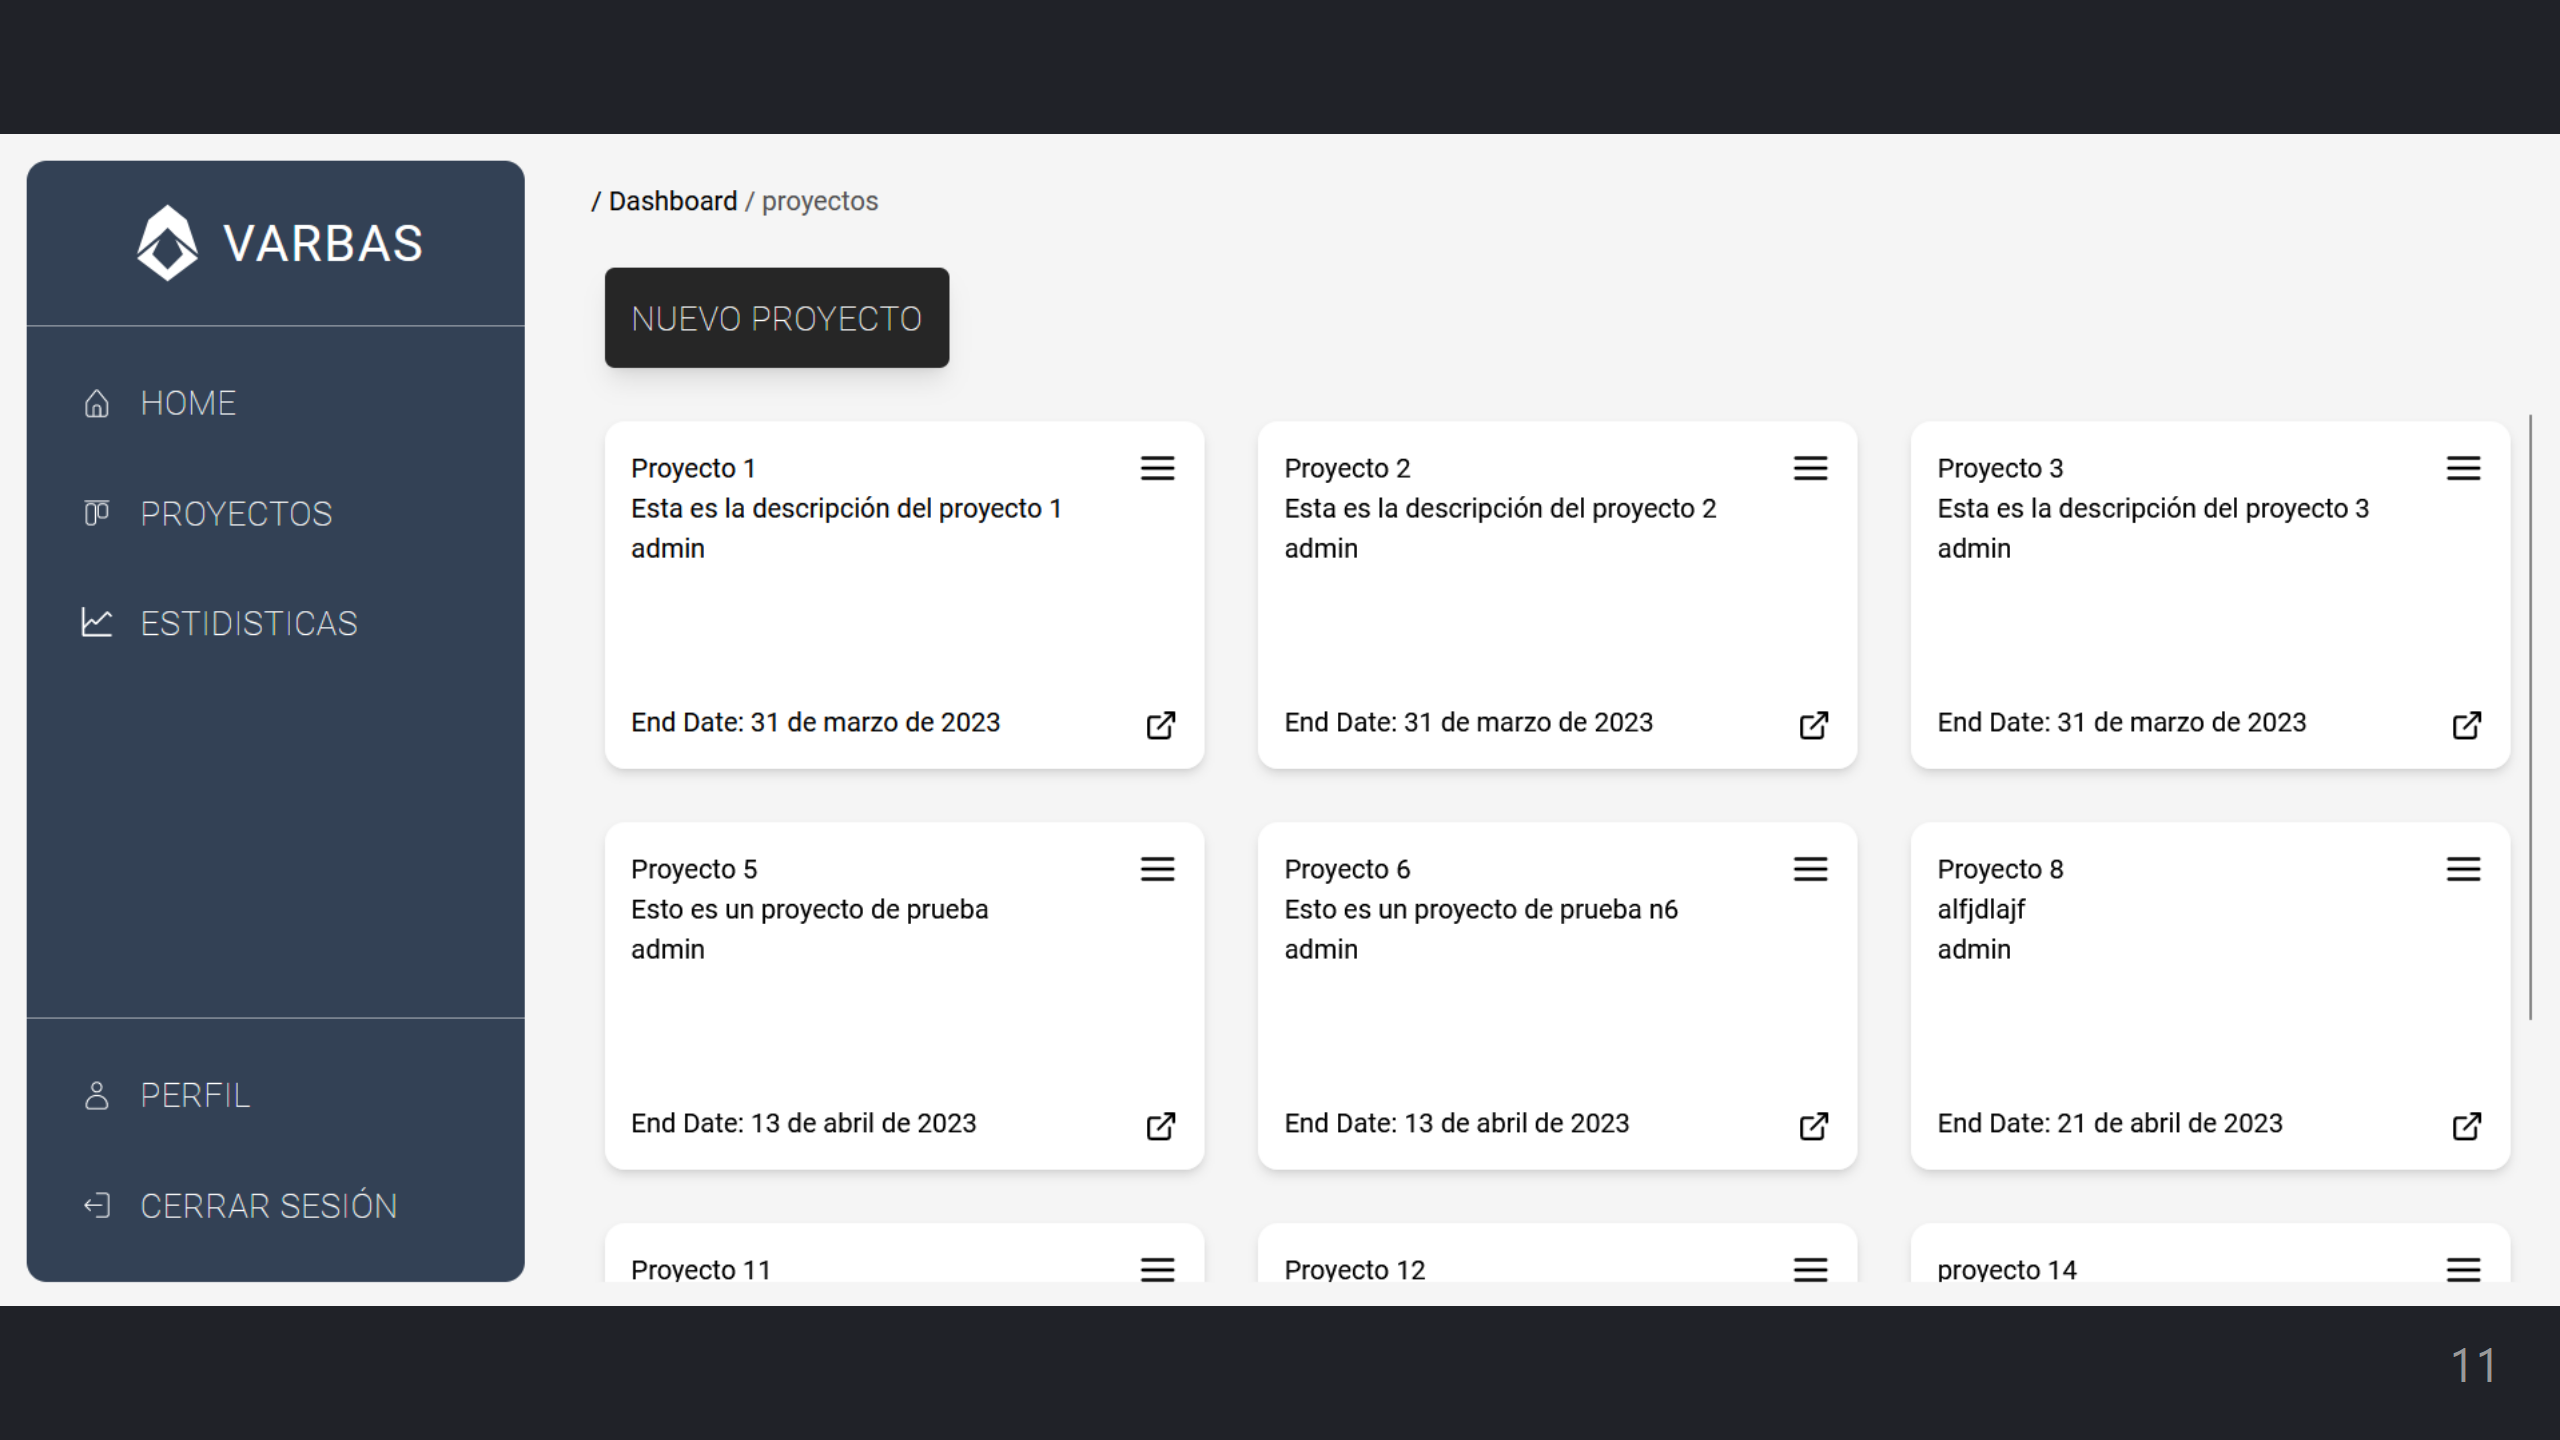 VARBAS
HOME
PROYECTOS
ESTIDISTICAS
PERFIL
CERRAR SESIÓN
/ Dashboard / proyectos
NUEVO PROYECTO
Proyecto 1
Esta es la descripción del proyecto 1
admin
End Date: 31 de marzo de 2023
Proyecto 2
Esta es la descripción del proyecto 2
admin
End Date: 31 de marzo de 2023
Proyecto 3
Esta es la descripción del proyecto 3
admin
End Date: 31 de marzo de 2023
Proyecto 5
Esto es un proyecto de prueba
admin
End Date: 13 de abril de 2023
Proyecto 6
Esto es un proyecto de prueba n6
admin
End Date: 13 de abril de 2023
Proyecto 8
alfjdlajf
admin
End Date: 21 de abril de 2023
Proyecto 11
Proyecto 12
proyecto 14
11